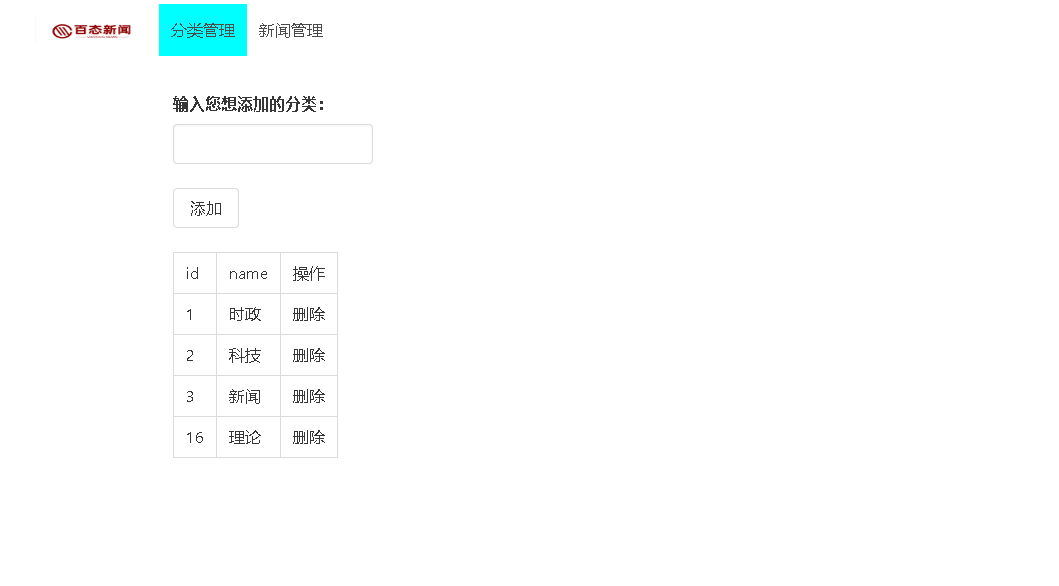 百态新闻 分类管理 新闻管理
输入您想添加的分类：
添加
id name 操作
1 时政 删除
2 科技 删除
3 新闻 删除
16 理论 删除